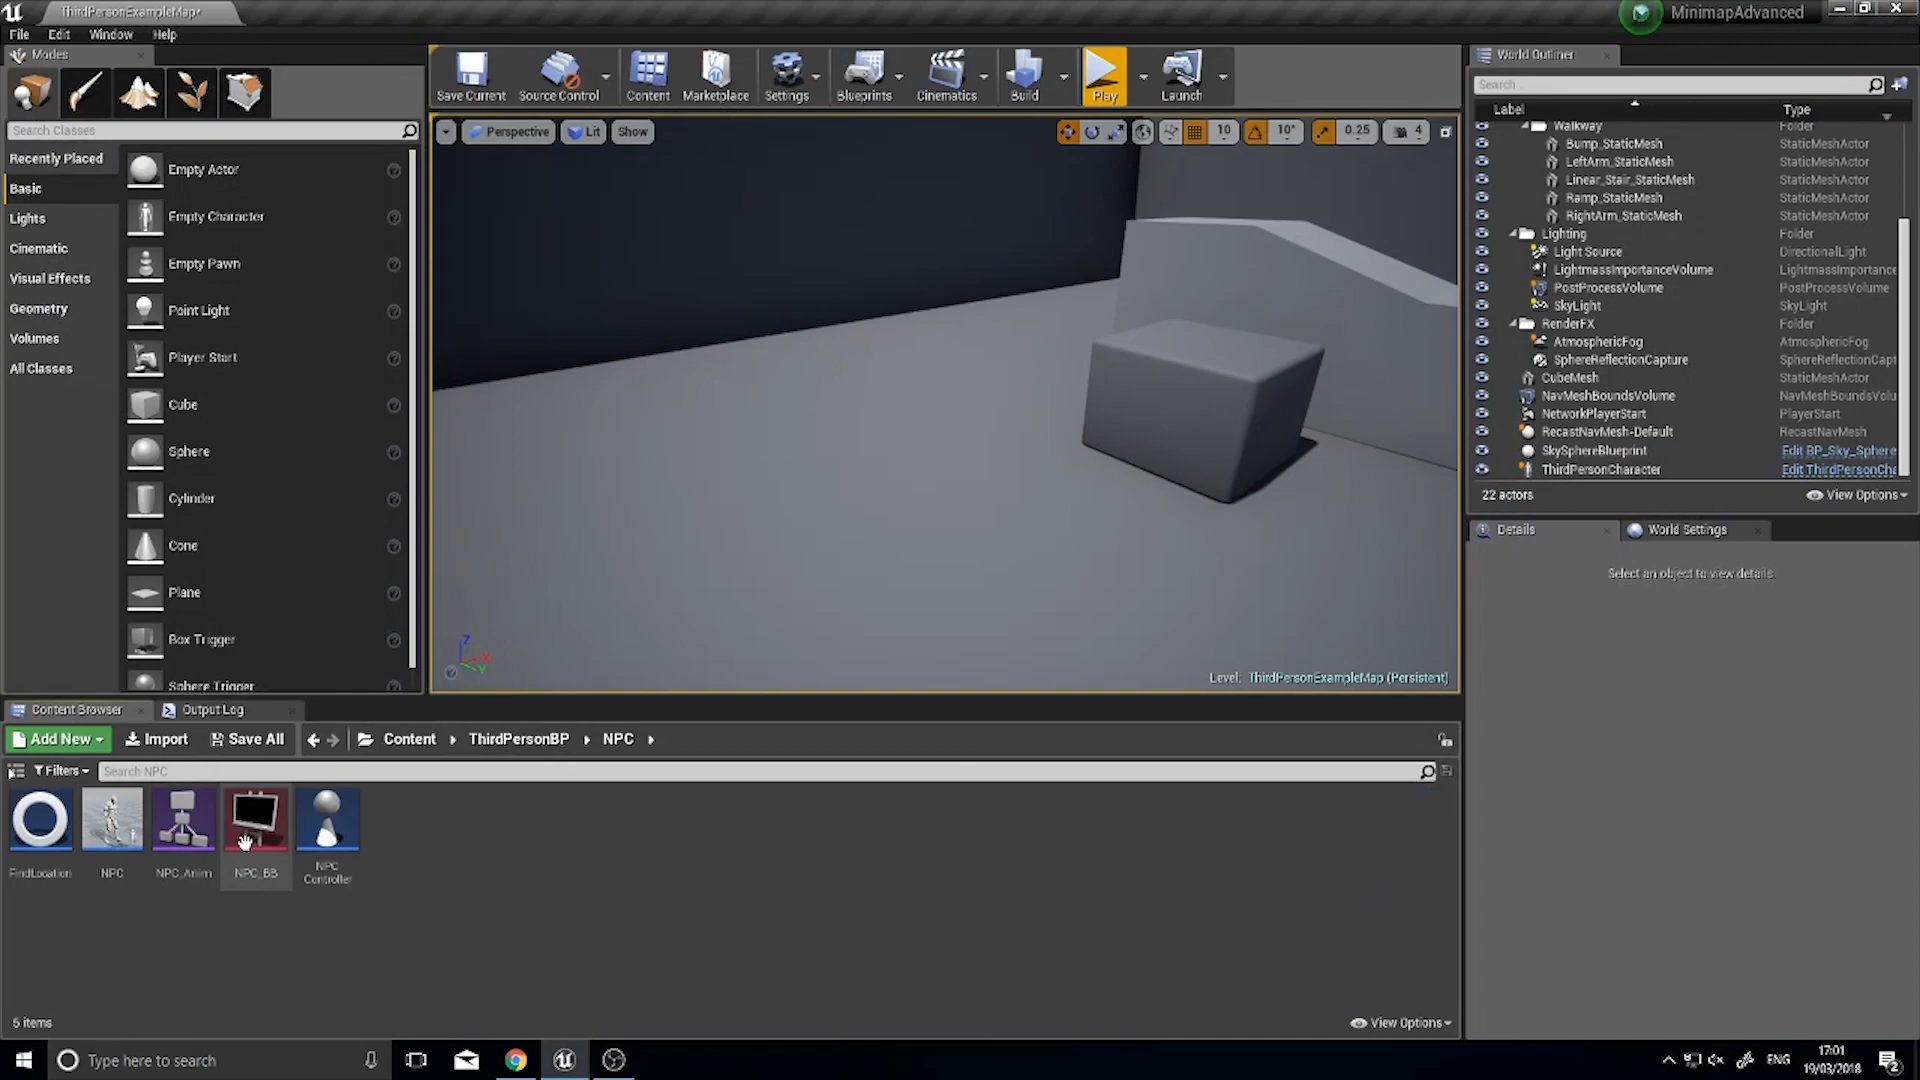 ThirdPersonExampleMap*
MinimapAdvanced
File Edit Window Help
Modes
Search Classes
Recently Placed
Basic
Lights
Cinematic
Visual Effects
Geometry
Volumes
All Classes
Empty Actor
Empty Character
Empty Pawn
Point Light
Player Start
Cube
Sphere
Cylinder
Cone
Plane
Box Trigger
Sphere Trigger
Save Current
Source Control
Content
Marketplace
Settings
Blueprints
Cinematics
Build
Play
Launch
Perspective
Lit
Show
10
10°
0.25
4
Z
X
Y
Level: ThirdPersonExampleMap (Persistent)
World Outliner
Search...
Label Type
Walkway Folder
Bump_StaticMesh StaticMeshActor
LeftArm_StaticMesh StaticMeshActor
Linear_Stair_StaticMesh StaticMeshActor
Ramp_StaticMesh StaticMeshActor
RightArm_StaticMesh StaticMeshActor
Lighting Folder
Light Source DirectionalLight
LightmassImportanceVolume LightmassImportance
PostProcessVolume PostProcessVolume
SkyLight SkyLight
RenderFX Folder
AtmosphericFog AtmosphericFog
SphereReflectionCapture SphereReflectionCapt
CubeMesh StaticMeshActor
NavMeshBoundsVolume NavMeshBoundsVolu
NetworkPlayerStart PlayerStart
RecastNavMesh-Default RecastNavMesh
SkySphereBlueprint Edit BP_Sky_Sphere
ThirdPersonCharacter Edit ThirdPersonCha
22 actors
View Options
Details
World Settings
Select an object to view details.
Content Browser
Output Log
Add New
Import
Save All
Content
ThirdPersonBP
NPC
Filters
Search NPC
FindLocation
NPC
NPC_Anim
NPC_BB
NPC
Controller
5 items
View Options
Type here to search
ENG
17:01
19/03/2018
2